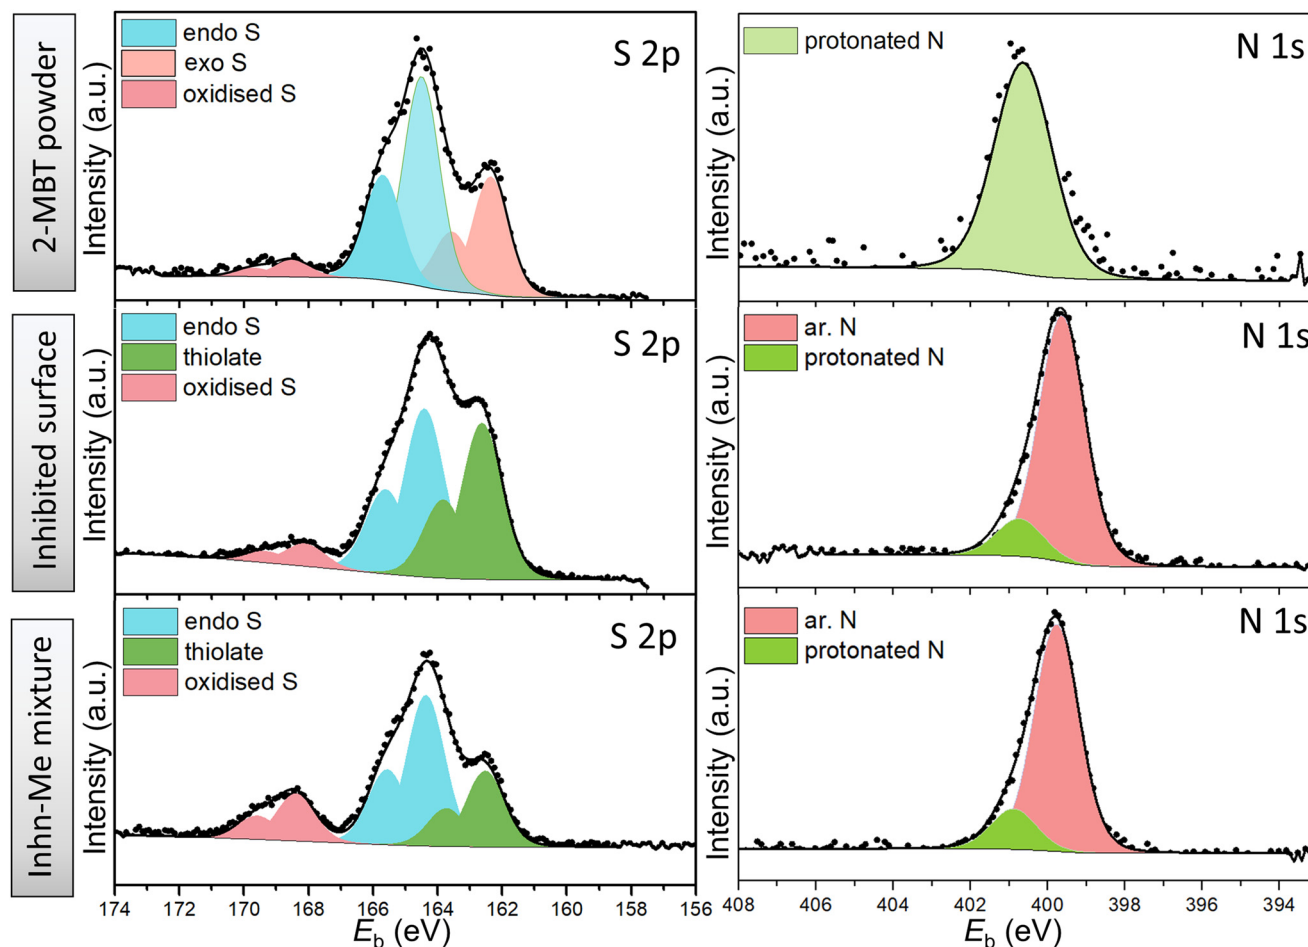 2-MBT powder
Intensity (a.u.)
endo S
exo S
oxidised S
S 2p
Intensity (a.u.)
protonated N
N 1s
Inhibited surface
Intensity (a.u.)
endo S
thiolate
oxidised S
S 2p
Intensity (a.u.)
ar. N
protonated N
N 1s
Inhn-Me mixture
Intensity (a.u.)
endo S
thiolate
oxidised S
S 2p
Intensity (a.u.)
ar. N
protonated N
N 1s
174 172 170 168 166 164 162 160 158 156
E_b (eV)
408 406 404 402 400 398 396 394
E_b (eV)